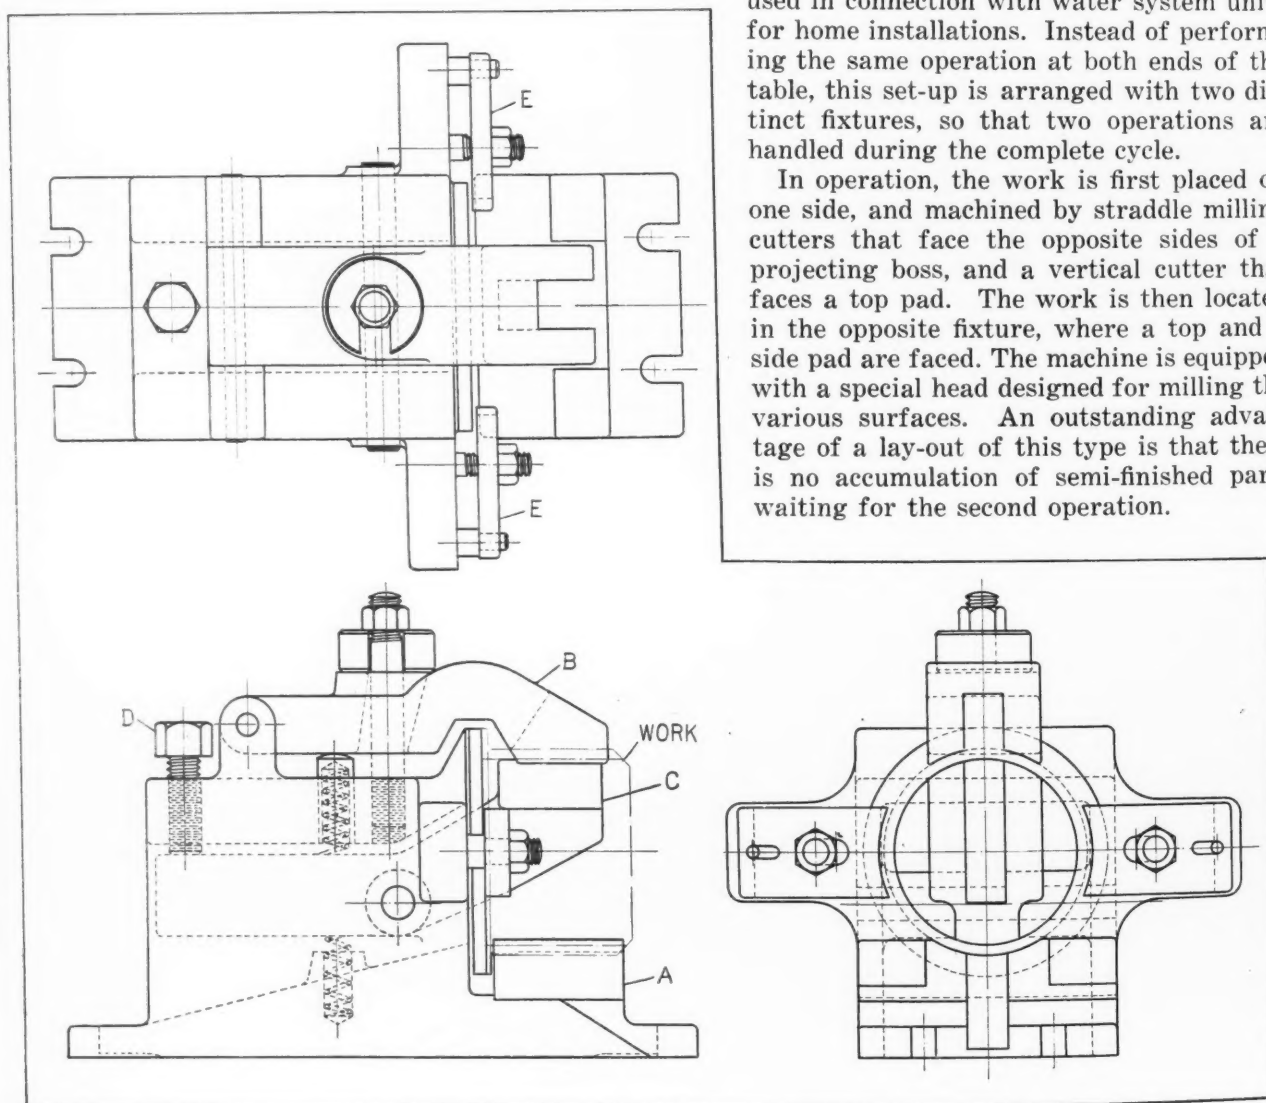 used in connection with water system uni
for home installations. Instead of perform
ing the same operation at both ends of th
table, this set-up is arranged with two di
tinct fixtures, so that two operations a
handled during the complete cycle.
In operation, the work is first placed o
one side, and machined by straddle millin
cutters that face the opposite sides of
projecting boss, and a vertical cutter tha
faces a top pad. The work is then locate
in the opposite fixture, where a top and
side pad are faced. The machine is equippe
with a special head designed for milling th
various surfaces. An outstanding adva
tage of a lay-out of this type is that the
is no accumulation of semi-finished par
waiting for the second operation.
E
E
B
D
WORK
C
A